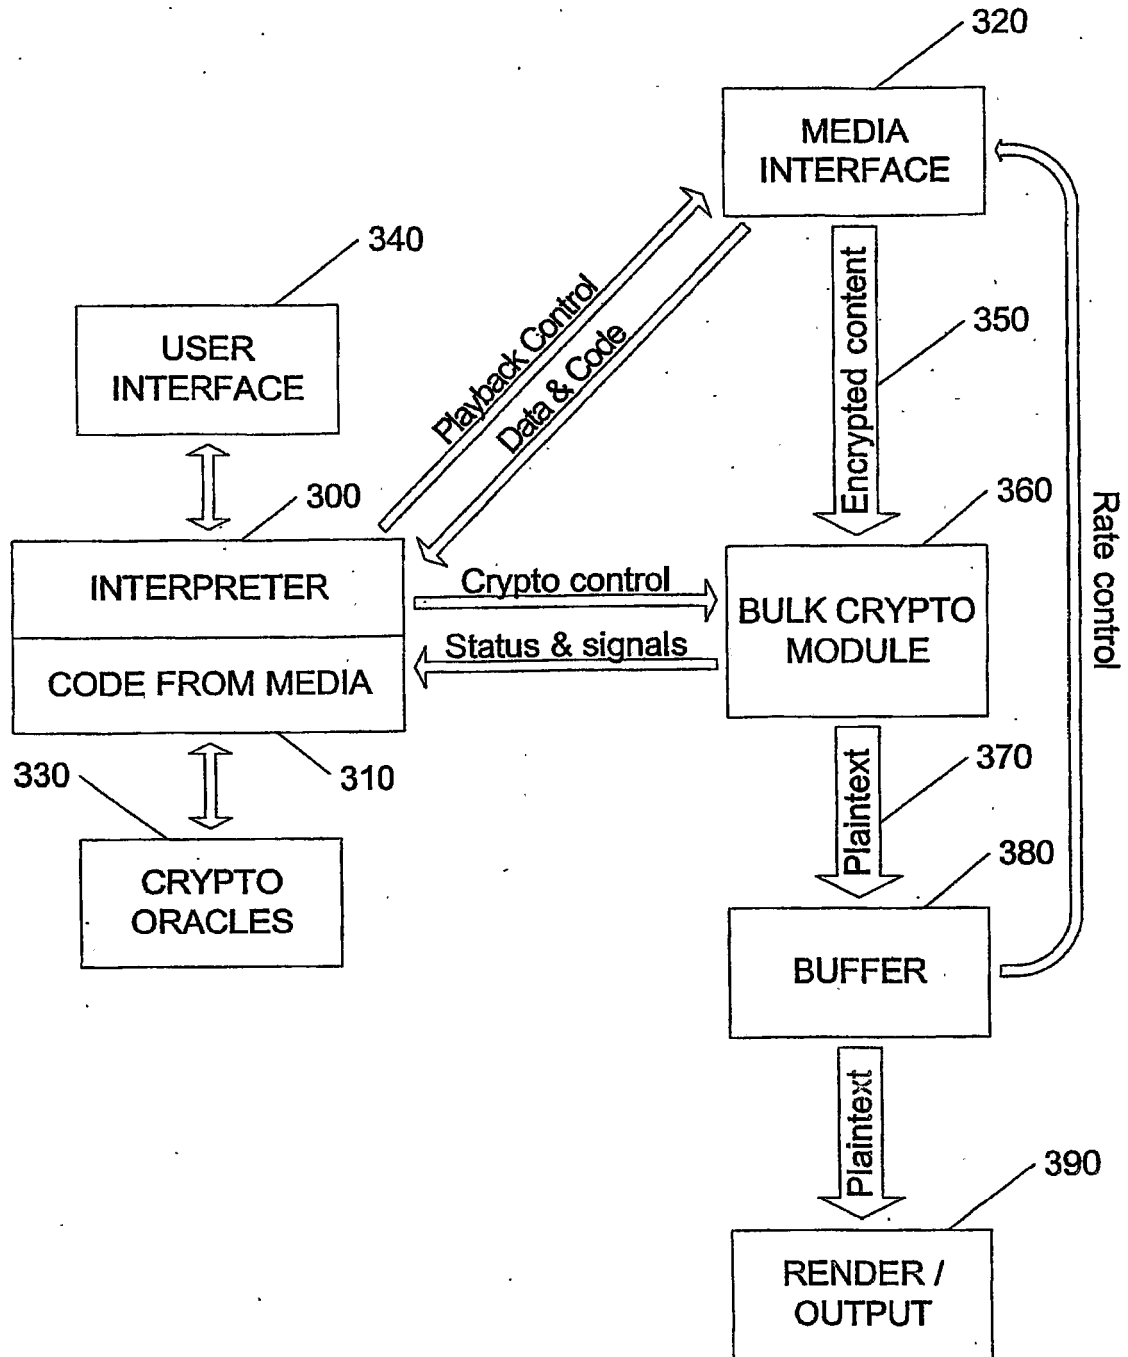 320
MEDIA
INTERFACE
340
USER
INTERFACE
Playback Control
Data & Code
Encrypted content
350
300
INTERPRETER
CODE FROM MEDIA
310
Crypto control
Status & signals
360
BULK CRYPTO
MODULE
Rate control
330
CRYPTO
ORACLES
Plaintext
370
380
BUFFER
Plaintext
390
RENDER /
OUTPUT